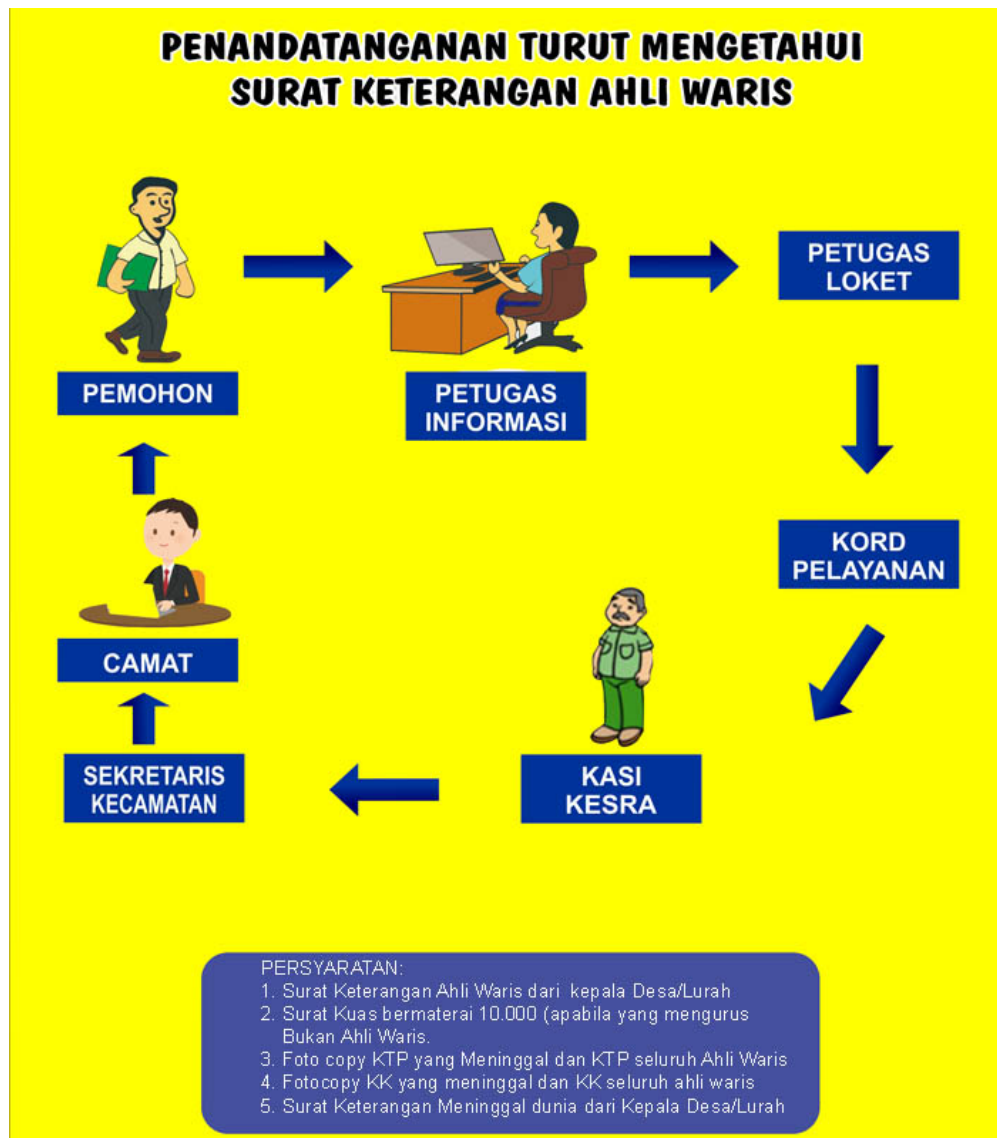 PENANDATANGANAN TURUT MENGETAHUI
SURAT KETERANGAN AHLI WARIS
PEMOHON
PETUGAS
INFORMASI
PETUGAS
LOKET
KORD
PELAYANAN
KASI
KESRA
SEKRETARIS
KECAMATAN
CAMAT
PERSYARATAN:
1. Surat Keterangan Ahli Waris dari kepala Desa/Lurah
2. Surat Kuas bermaterai 10.000 (apabila yang mengurus
Bukan Ahli Waris.
3. Foto copy KTP yang Meninggal dan KTP seluruh Ahli Waris
4. Fotocopy KK yang meninggal dan KK seluruh ahli waris
5. Surat Keterangan Meninggal dunia dari Kepala Desa/Lurah